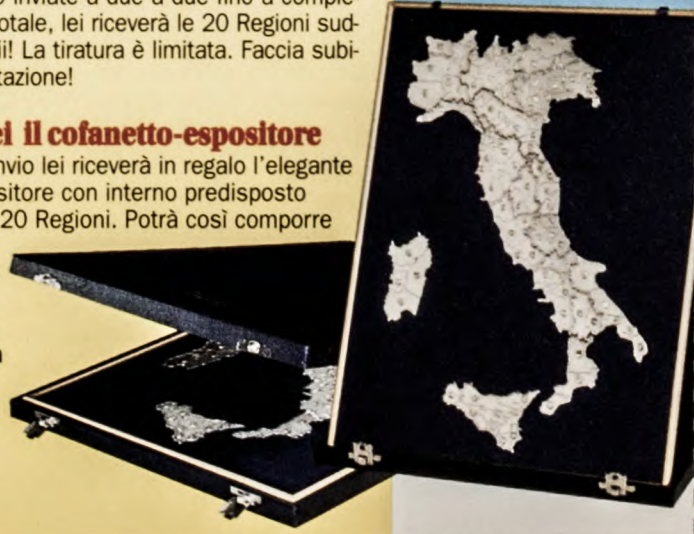 inviate a due a due fino a comple-
otale, lei riceverà le 20 Regioni sud-
ii! La tiratura è limitata. Faccia subi-
tazione!
ei il cofanetto-espositore
nvio lei riceverà in regalo l'elegante
sitore con interno predisposto
20 Regioni. Potrà così comporre